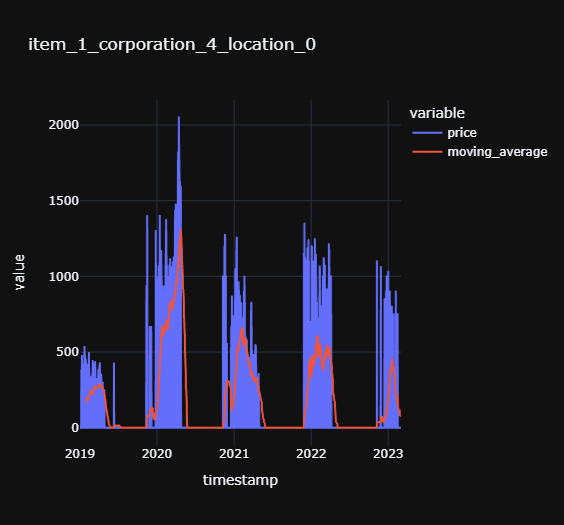 item_1_corporation_4_location_0
variable
price
moving_average
value
2000
1500
1000
500
0
2019
2020
2021
2022
2023
timestamp